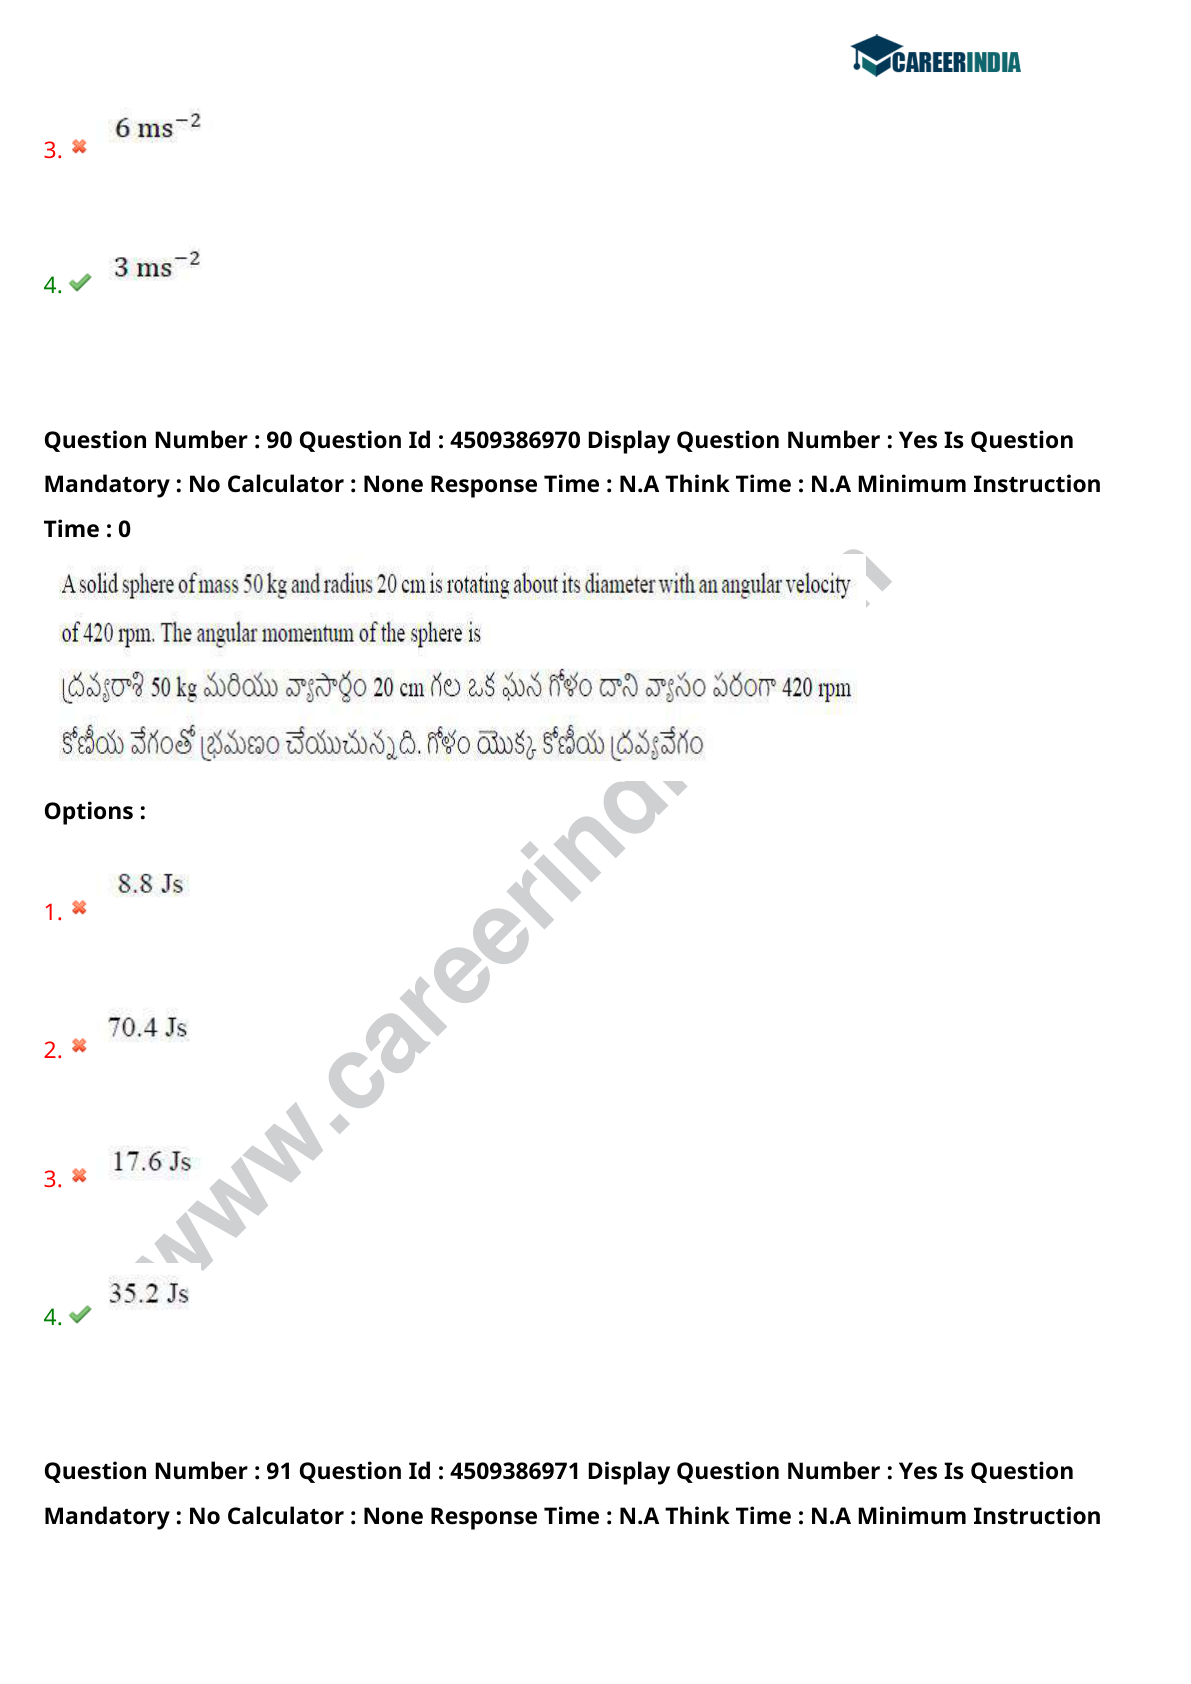 CAREERINDIA
3. 6 ms⁻²
4. 3 ms⁻²
Question Number : 90 Question Id : 4509386970 Display Question Number : Yes Is Question
Mandatory : No Calculator : None Response Time : N.A Think Time : N.A Minimum Instruction
Time : 0
A solid sphere of mass 50 kg and radius 20 cm is rotating about its diameter with an angular velocity
of 420 rpm. The angular momentum of the sphere is
ద్రవ్యరాశి 50 kg మరియు వ్యాసార్ధం 20 cm గల ఒక ఘన గోళం దాని వ్యాసం పరంగా 420 rpm
కోణీయ వేగంతో భ్రమణం చేయుచున్నది. గోళం యొక్క కోణీయ ద్రవ్యవేగం
Options :
1. 8.8 Js
2. 70.4 Js
3. 17.6 Js
4. 35.2 Js
www.careerindi
Question Number : 91 Question Id : 4509386971 Display Question Number : Yes Is Question
Mandatory : No Calculator : None Response Time : N.A Think Time : N.A Minimum Instruction